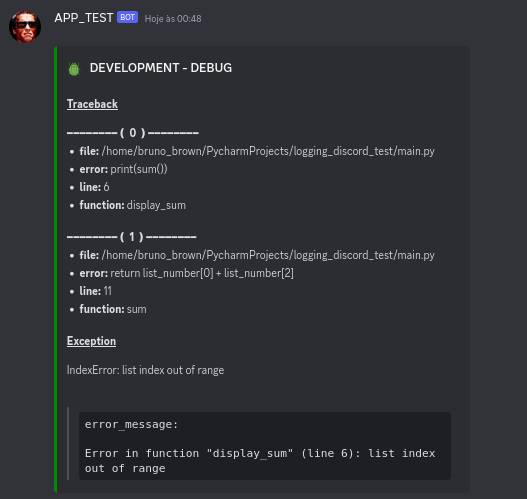 APP_TEST BOT Hoje às 00:48
DEVELOPMENT - DEBUG
Traceback
-------- ( 0 ) --------
• file: /home/bruno_brown/PycharmProjects/logging_discord_test/main.py
• error: print(sum())
• line: 6
• function: display_sum
-------- ( 1 ) --------
• file: /home/bruno_brown/PycharmProjects/logging_discord_test/main.py
• error: return list_number[0] + list_number[2]
• line: 11
• function: sum
Exception
IndexError: list index out of range
error_message:
Error in function "display_sum" (line 6): list index
out of range